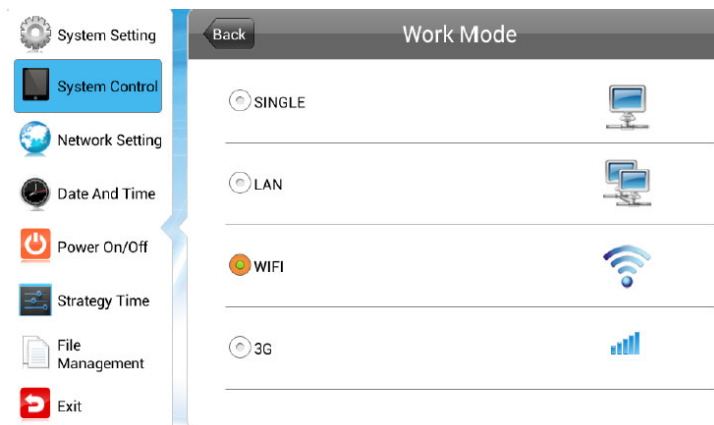 System Setting
System Control
Network Setting
Date And Time
Power On/Off
Strategy Time
File
Management
Exit
Back
Work Mode
SINGLE
LAN
WIFI
3G